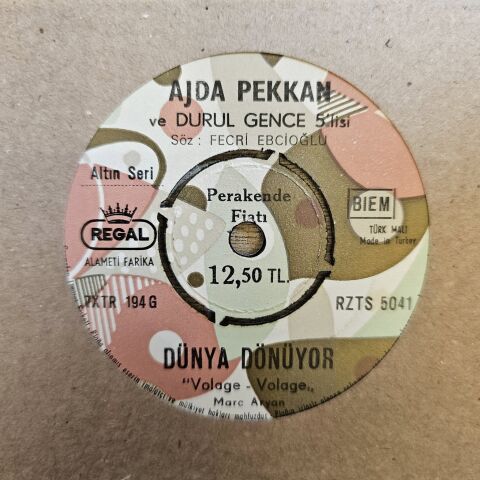 AJDA PEKKAN
ve DURUL GENCE 5'lisi
Söz : FECRİ EBCİOĞLU
Altın Seri
Perakende
Fiatı
12,50 TL.
REGAL
ALAMETİ FARİKA
BIEM
TÜRK MALI
Made in Turkey
7XTR 194 G
RZTS 5041
DÜNYA DÖNÜYOR
"Volage - Volage„
Marc Aryan